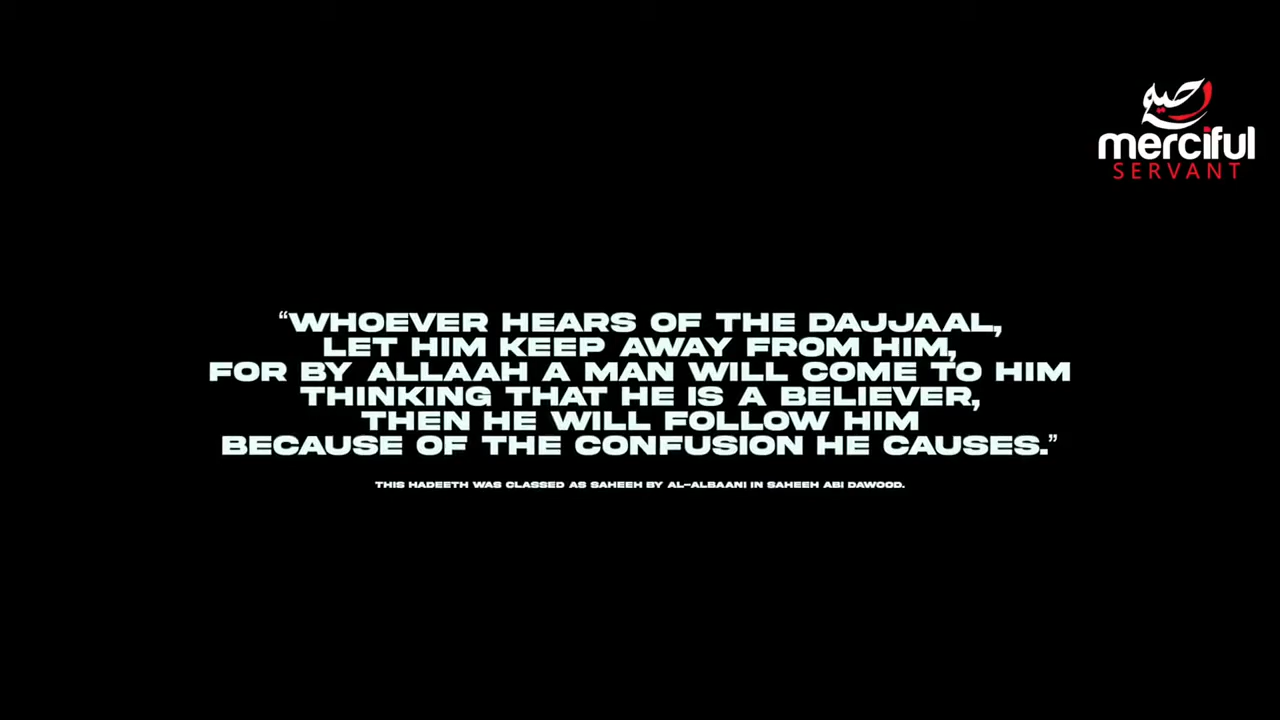 رحيم
merciful
SERVANT
“WHOEVER HEARS OF THE DAJJAAL,
LET HIM KEEP AWAY FROM HIM,
FOR BY ALLAAH A MAN WILL COME TO HIM
THINKING THAT HE IS A BELIEVER,
THEN HE WILL FOLLOW HIM
BECAUSE OF THE CONFUSION HE CAUSES.”
THIS HADEETH WAS CLASSED AS SAHEEH BY AL-ALBAANI IN SAHEEH ABI DAWOOD.